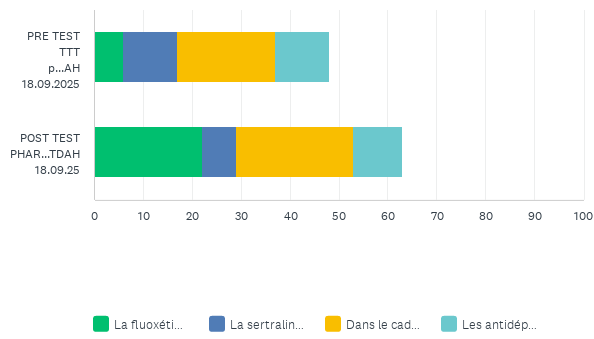 PRE TEST
TTT
p...AH
18.09.2025
POST TEST
PHAR...TDAH
18.09.25
0 10 20 30 40 50 60 70 80 90 100
La fluoxéti... La sertralin... Dans le cad... Les antidép...